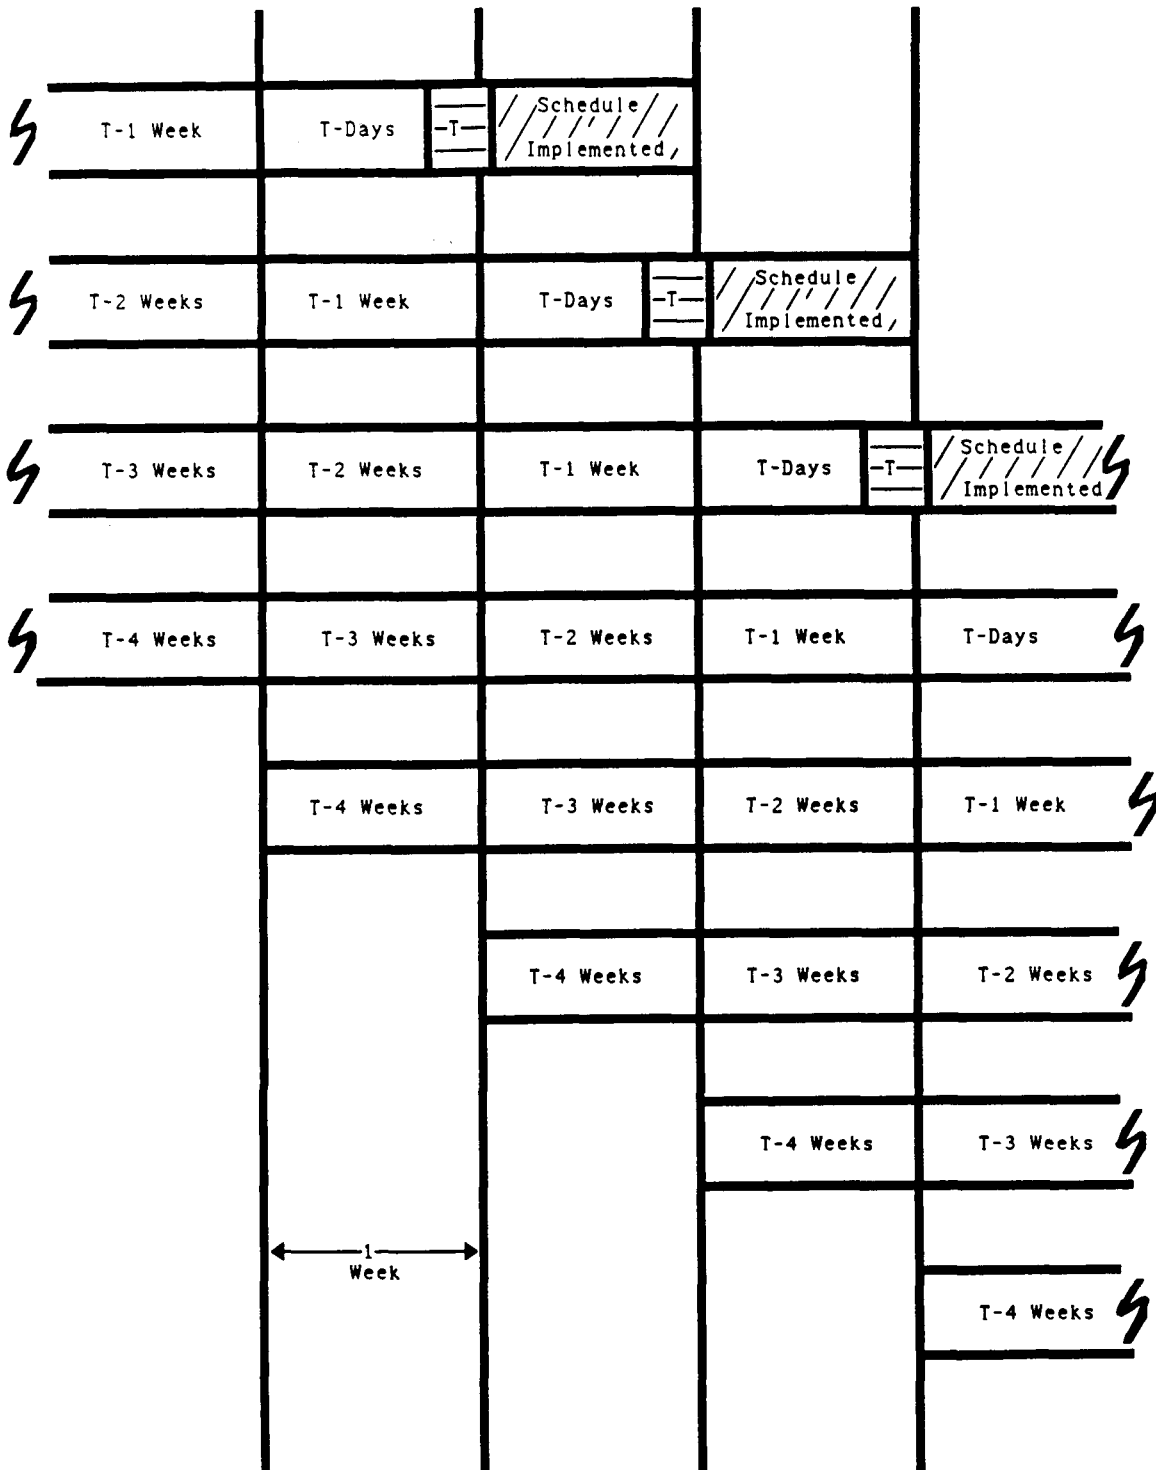 T-1 Week T-Days T Schedule
Implemented
T-2 Weeks T-1 Week T-Days T Schedule
Implemented
T-3 Weeks T-2 Weeks T-1 Week T-Days T Schedule
Implemented
T-4 Weeks T-3 Weeks T-2 Weeks T-1 Week T-Days
T-4 Weeks T-3 Weeks T-2 Weeks T-1 Week
T-4 Weeks T-3 Weeks T-2 Weeks
T-4 Weeks T-3 Weeks
1
Week
T-4 Weeks